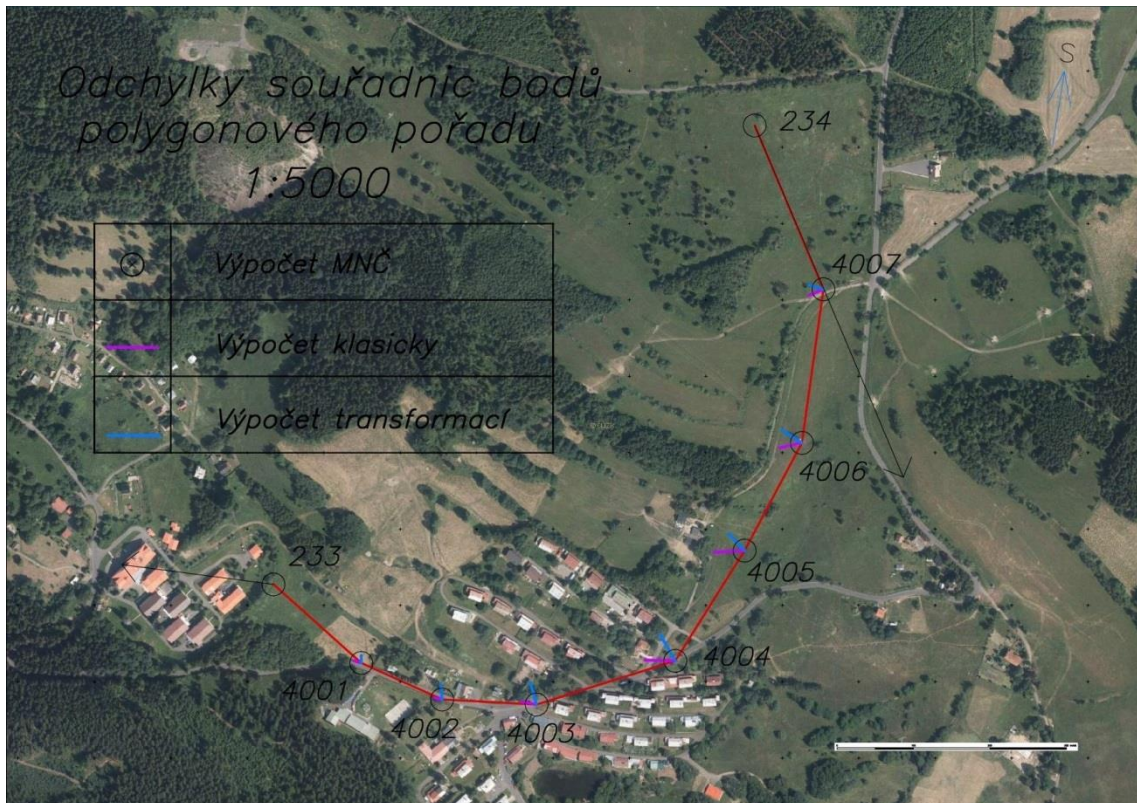 Odchylky souřadnic bodů
polygonového pořadu
1:5000
S
234
Výpočet MNČ
4007
Výpočet klasicky
Výpočet transformací
4006
233
4005
4004
4001
4002
4003